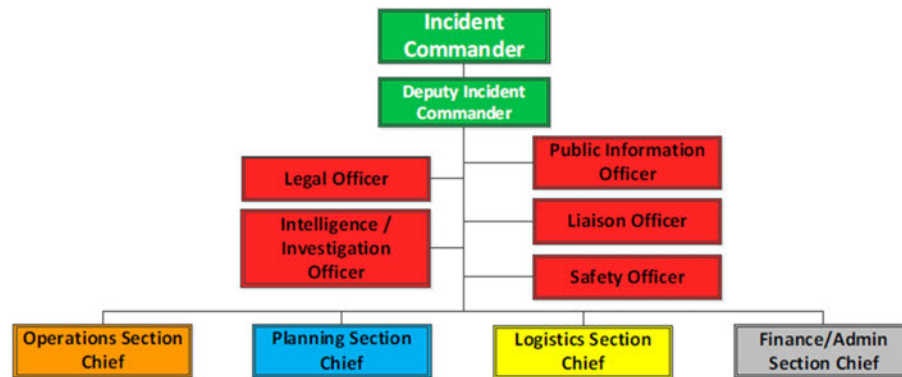 Incident
Commander
Deputy Incident
Commander
Public Information
Officer
Legal Officer
Intelligence /
Investigation
Officer
Liaison Officer
Safety Officer
Operations Section
Chief
Planning Section
Chief
Logistics Section
Chief
Finance/Admin
Section Chief